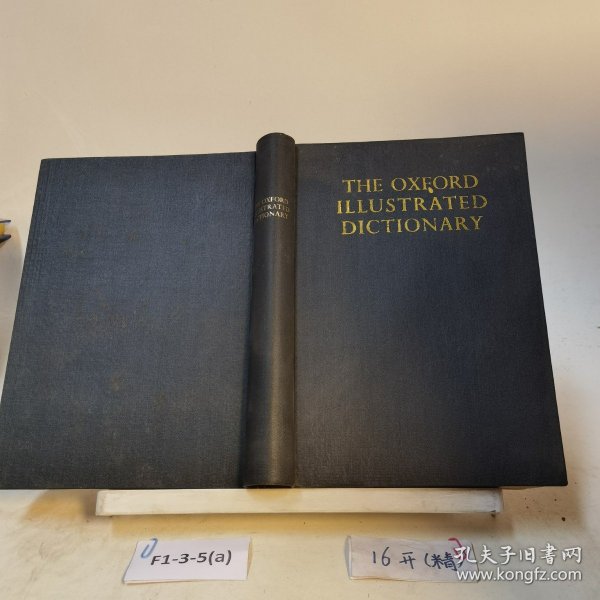 THE OXFORD
ILLUSTRATED
DICTIONARY
THE OXFORD
DICTIONARY
F1-3-5(a)
16开(精)
孔夫子旧书网
www.kongfz.com